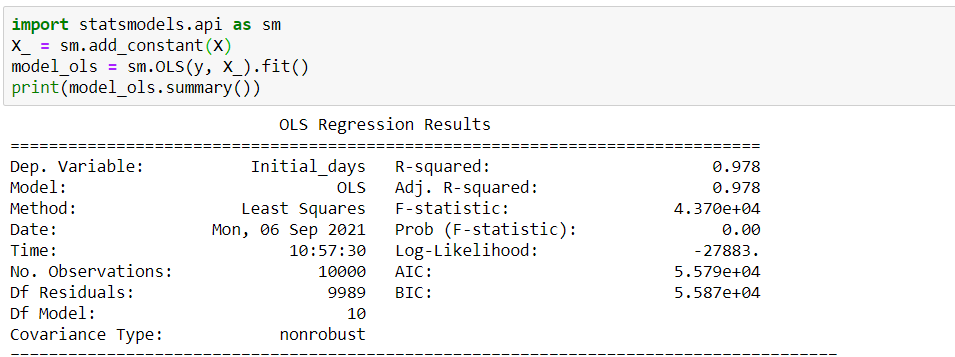 import statsmodels.api as sm
X_ = sm.add_constant(X)
model_ols = sm.OLS(y, X_).fit()
print(model_ols.summary())
OLS Regression Results
==============================================================================
Dep. Variable: Initial_days R-squared: 0.978
Model: OLS Adj. R-squared: 0.978
Method: Least Squares F-statistic: 4.370e+04
Date: Mon, 06 Sep 2021 Prob (F-statistic): 0.00
Time: 10:57:30 Log-Likelihood: -27883.
No. Observations: 10000 AIC: 5.579e+04
Df Residuals: 9989 BIC: 5.587e+04
Df Model: 10
Covariance Type: nonrobust
======================================================================================